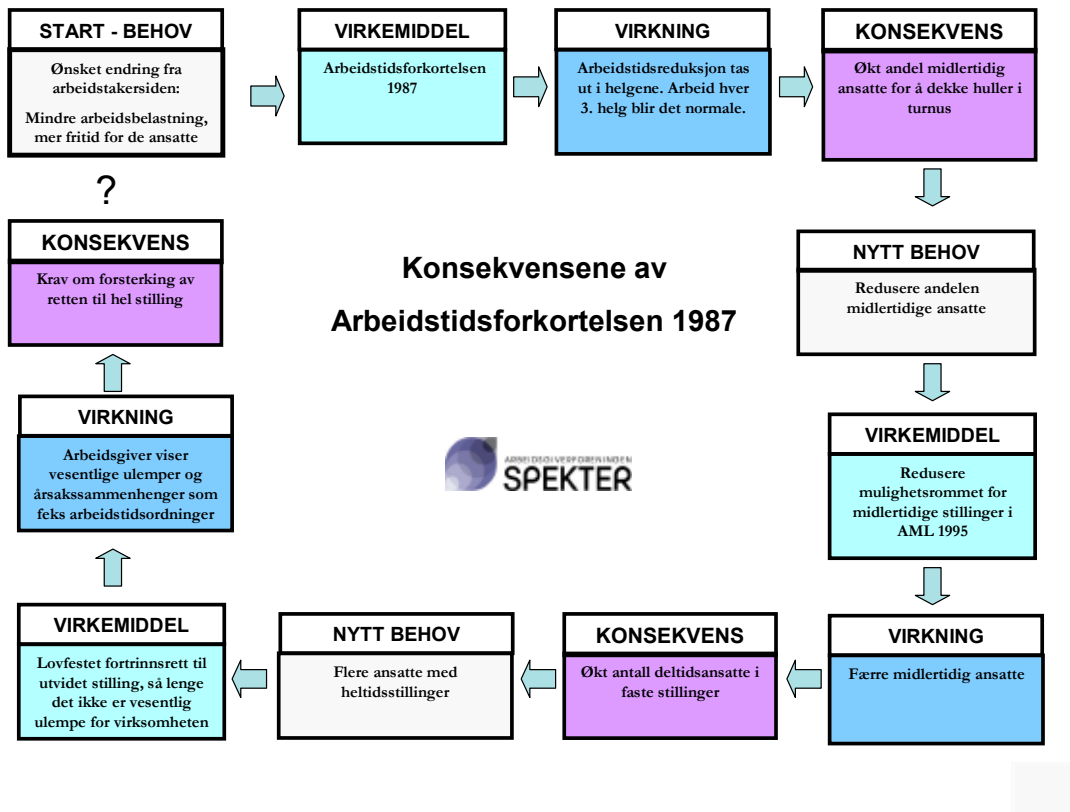 START - BEHOV
Ønsket endring fra
arbeidstakersiden:
Mindre arbeidsbelastning,
mer fritid for de ansatte
VIRKEMIDDEL
Arbeidstidsforkortelsen
1987
VIRKNING
Arbeidstidsreduksjon tas
ut i helgene. Arbeid hver
3. helg blir det normale.
KONSEKVENS
Økt andel midlertidig
ansatte for å dekke huller i
turnus
NYTT BEHOV
Redusere andelen
midlertidige ansatte
VIRKEMIDDEL
Redusere
mulighetsrommet for
midlertidige stillinger i
AML 1995
VIRKNING
Færre midlertidig ansatte
KONSEKVENS
Økt antall deltidsansatte i
faste stillinger
NYTT BEHOV
Flere ansatte med
heltidsstillinger
VIRKEMIDDEL
Lovfestet fortrinnsrett til
utvidet stilling, så lenge
det ikke er vesentlig
ulempe for virksomheten
VIRKNING
Arbeidsgiver viser
vesentlige ulemper og
årsakssammenhenger som
feks arbeidstidsordninger
KONSEKVENS
Krav om forsterking av
retten til hel stilling
?
Konsekvensene av
Arbeidstidsforkortelsen 1987
ARBEIDSGIVERFORENINGEN
SPEKTER